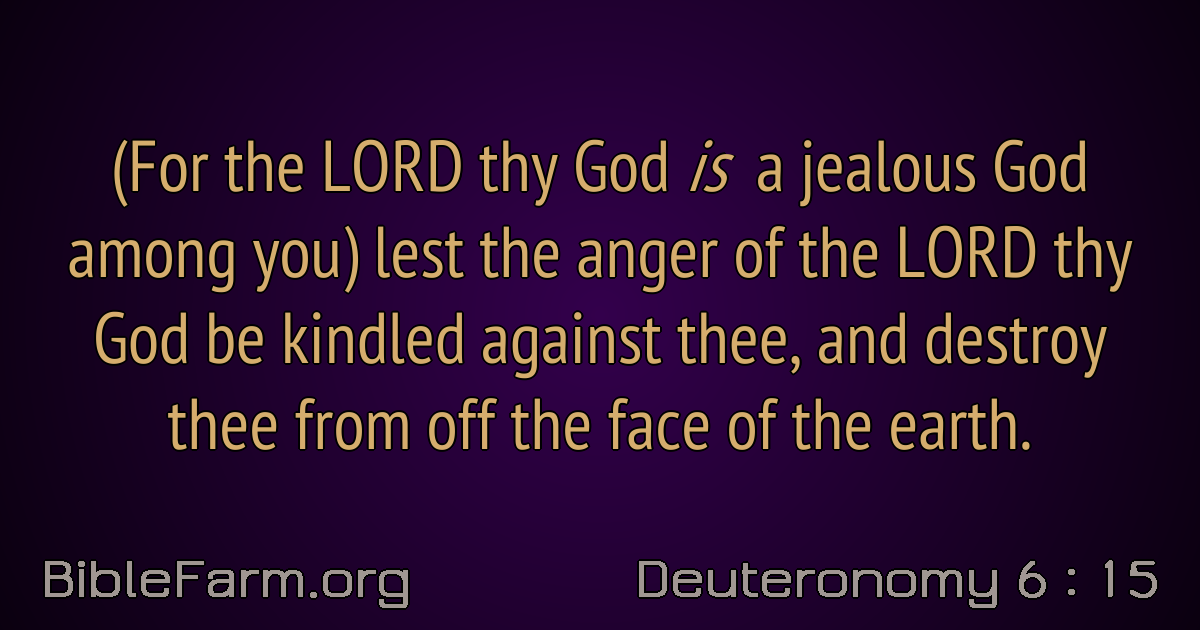 (For the LORD thy God is a jealous God
among you) lest the anger of the LORD thy
God be kindled against thee, and destroy
thee from off the face of the earth.
BibleFarm.org
Deuteronomy 6 : 15